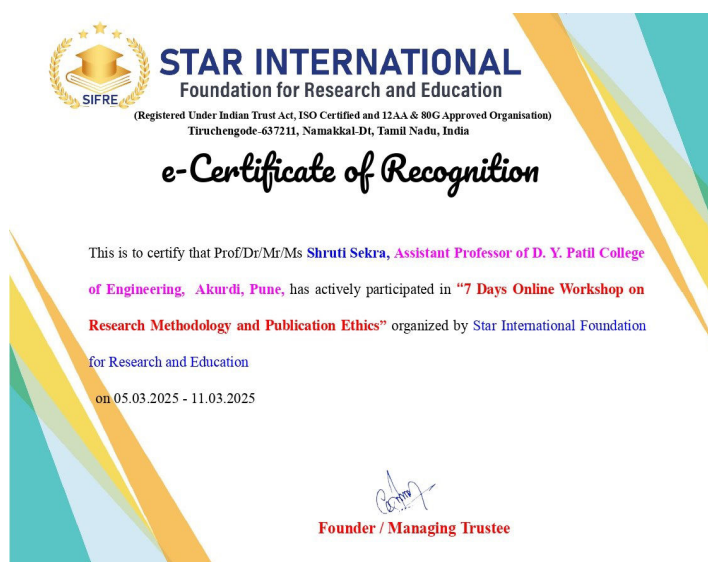 SIFRE
STAR INTERNATIONAL
Foundation for Research and Education
(Registered Under Indian Trust Act, ISO Certified and 12AA & 80G Approved Organisation)
Tiruchengode-637211, Namakkal-Dt, Tamil Nadu, India
e-Certificate of Recognition
This is to certify that Prof/Dr/Mr/Ms Shruti Sekra, Assistant Professor of D. Y. Patil College
of Engineering, Akurdi, Pune, has actively participated in “7 Days Online Workshop on
Research Methodology and Publication Ethics” organized by Star International Foundation
for Research and Education
on 05.03.2025 - 11.03.2025
Founder / Managing Trustee